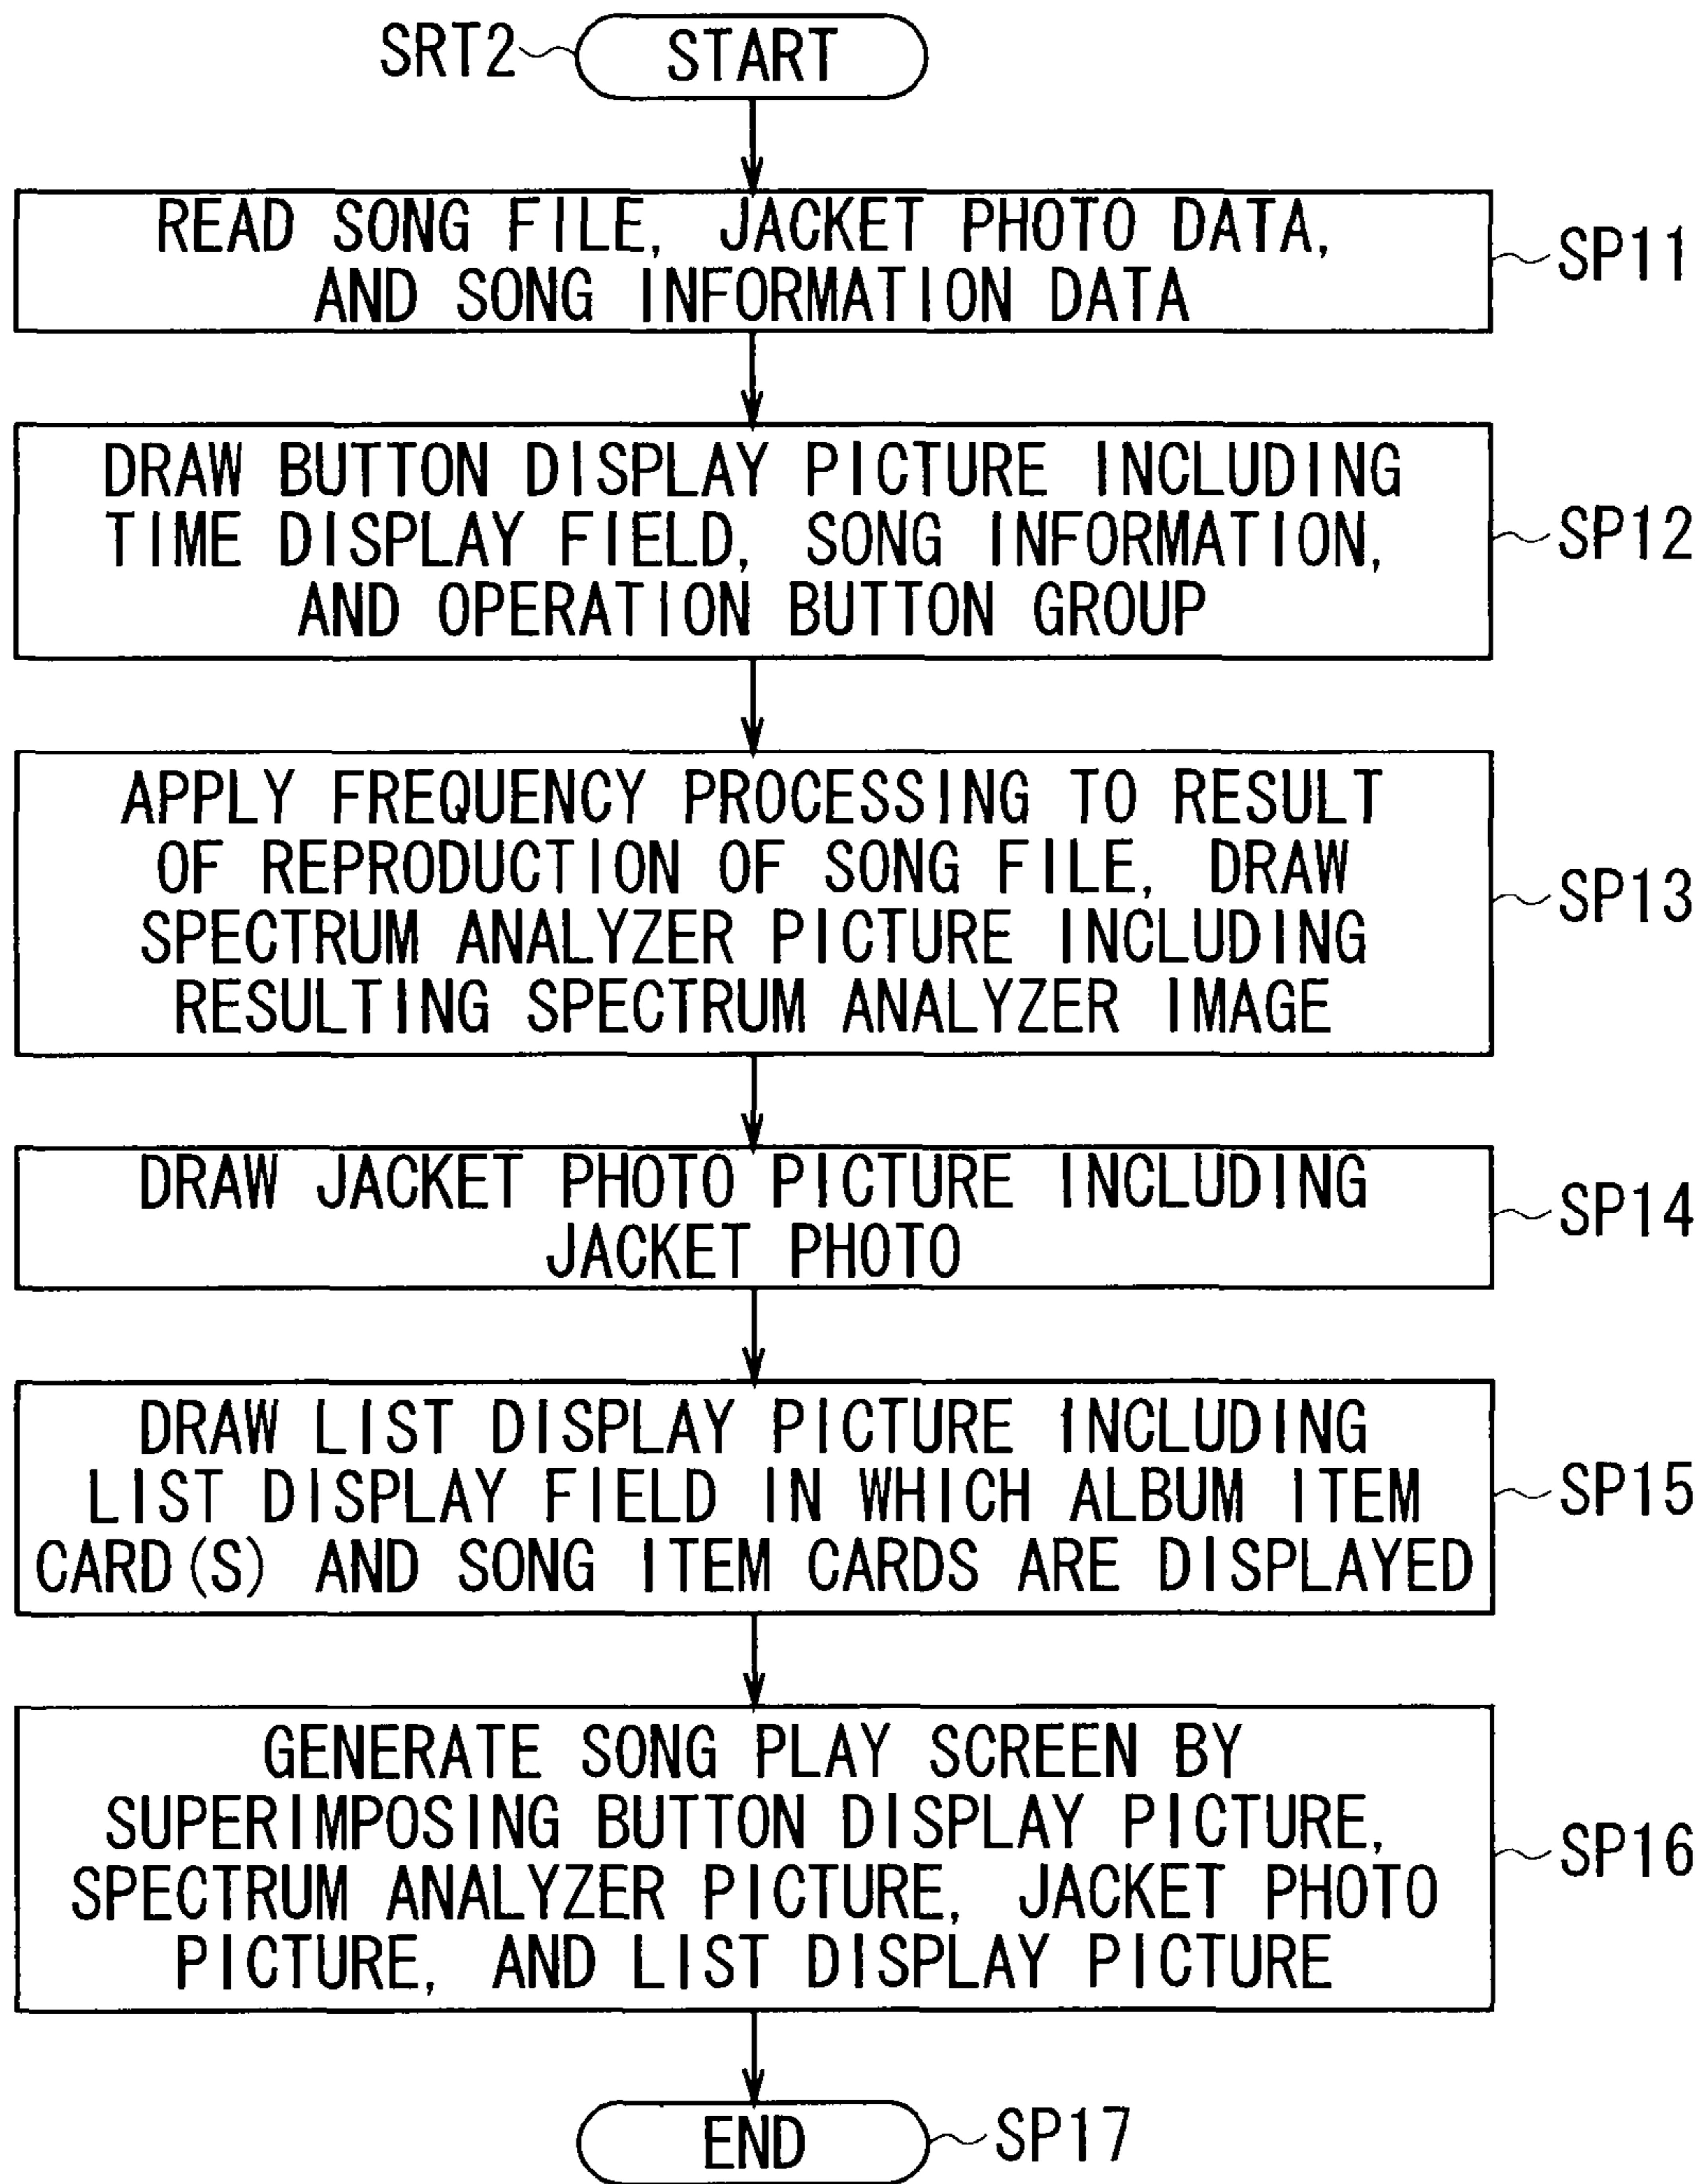 SRT2 START
READ SONG FILE, JACKET PHOTO DATA,
AND SONG INFORMATION DATA
SP11
DRAW BUTTON DISPLAY PICTURE INCLUDING
TIME DISPLAY FIELD, SONG INFORMATION,
AND OPERATION BUTTON GROUP
SP12
APPLY FREQUENCY PROCESSING TO RESULT
OF REPRODUCTION OF SONG FILE, DRAW
SPECTRUM ANALYZER PICTURE INCLUDING
RESULTING SPECTRUM ANALYZER IMAGE
SP13
DRAW JACKET PHOTO PICTURE INCLUDING
JACKET PHOTO
SP14
DRAW LIST DISPLAY PICTURE INCLUDING
LIST DISPLAY FIELD IN WHICH ALBUM ITEM
CARD(S) AND SONG ITEM CARDS ARE DISPLAYED
SP15
GENERATE SONG PLAY SCREEN BY
SUPERIMPOSING BUTTON DISPLAY PICTURE,
SPECTRUM ANALYZER PICTURE, JACKET PHOTO
PICTURE, AND LIST DISPLAY PICTURE
SP16
END SP17